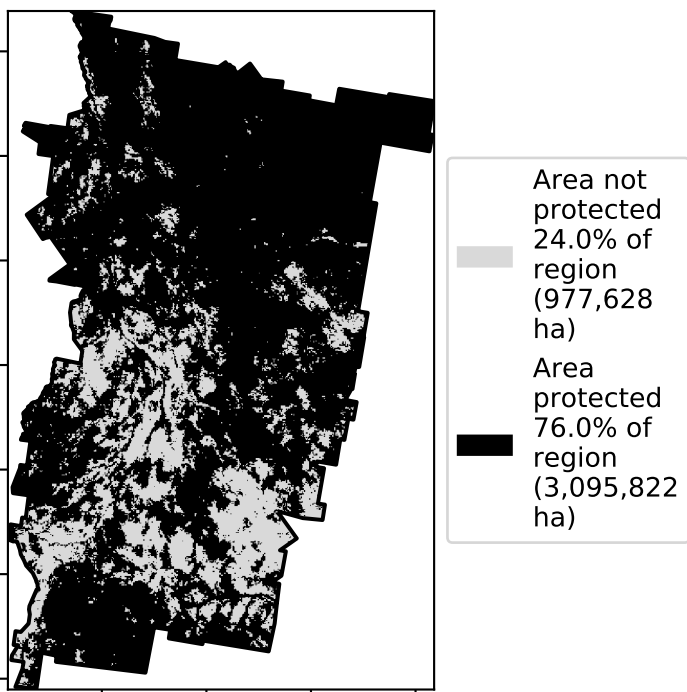 Area not
protected
24.0% of
region
(977,628
ha)
Area
protected
76.0% of
region
(3,095,822
ha)